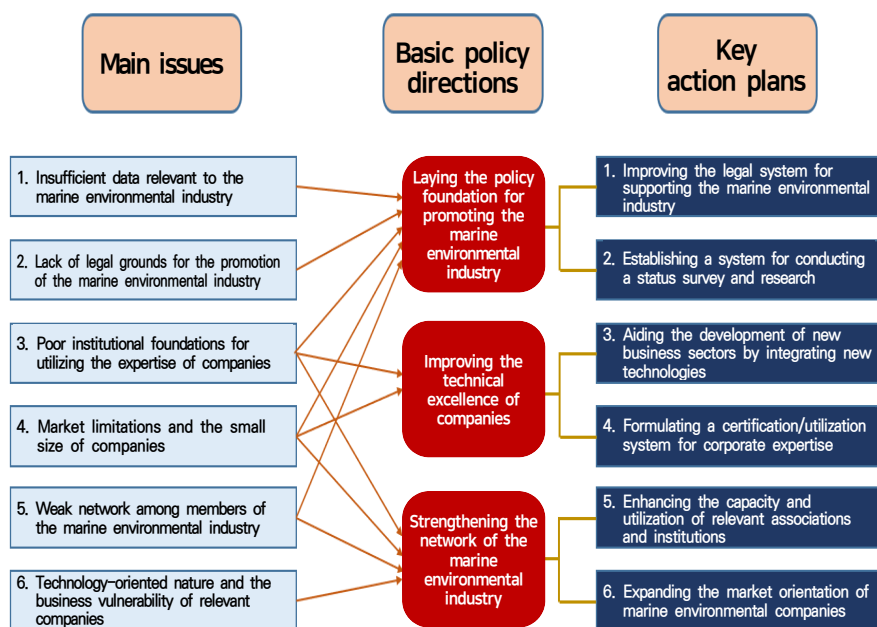 Main issues
Basic policy
directions
Key
action plans
1. Insufficient data relevant to the
marine environmental industry
2. Lack of legal grounds for the promotion
of the marine environmental industry
3. Poor institutional foundations for
utilizing the expertise of companies
4. Market limitations and the small
size of companies
5. Weak network among members of
the marine environmental industry
6. Technology-oriented nature and the
business vulnerability of relevant
companies
Laying the policy
foundation for
promoting the
marine
environmental
industry
Improving the
technical
excellence of
companies
Strengthening the
network of the
marine
environmental
industry
1. Improving the legal system for
supporting the marine environmental
industry
2. Establishing a system for conducting
a status survey and research
3. Aiding the development of new
business sectors by integrating new
technologies
4. Formulating a certification/utilization
system for corporate expertise
5. Enhancing the capacity and
utilization of relevant associations
and institutions
6. Expanding the market orientation of
marine environmental companies